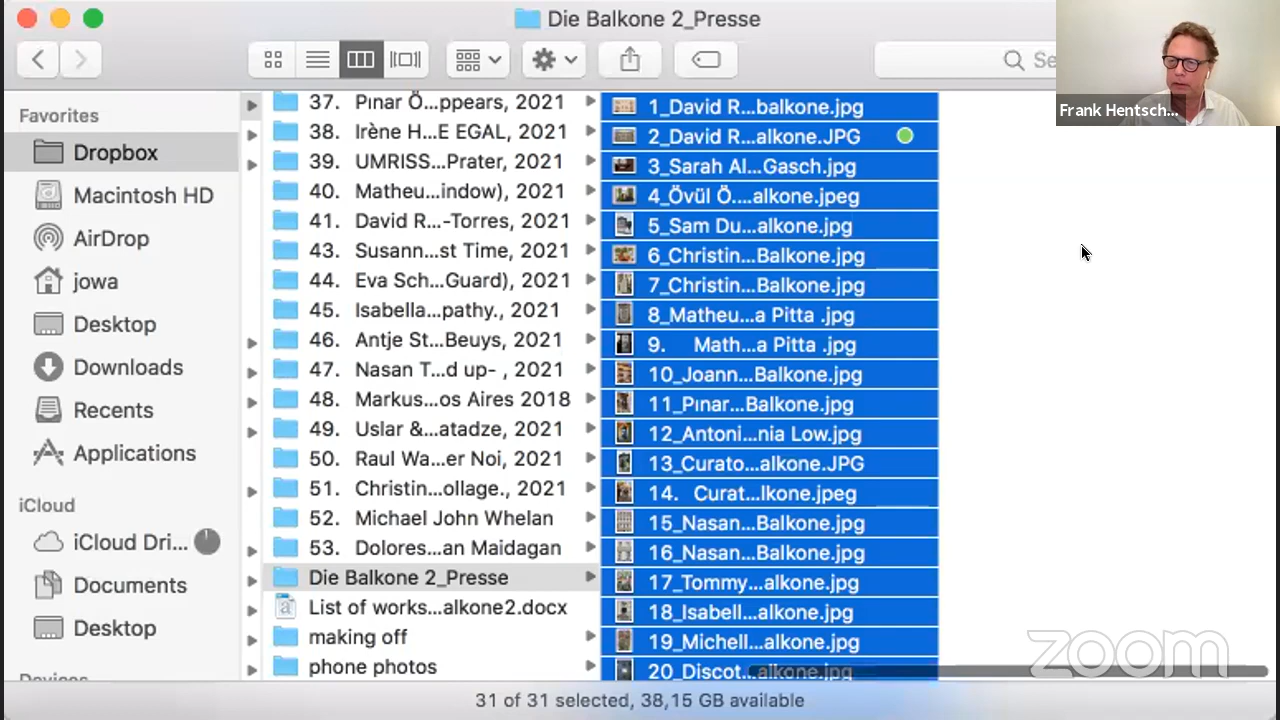 Die Balkone 2_Presse
Se
Frank Hentsch...
Favorites
Dropbox
Macintosh HD
AirDrop
jowa
Desktop
Downloads
Recents
Applications
iCloud
iCloud Dri...
Documents
Desktop
37. Pınar Ö...ppears, 2021
38. Irène H...E EGAL, 2021
39. UMRISS...Prater, 2021
40. Matheu...indow), 2021
41. David R...-Torres, 2021
43. Susann...st Time, 2021
44. Eva Sch...Guard), 2021
45. Isabella...pathy., 2021
46. Antje St...Beuys, 2021
47. Nasan T...d up- , 2021
48. Markus...os Aires 2018
49. Uslar &...atadze, 2021
50. Raul Wa...er Noi, 2021
51. Christin...ollage., 2021
52. Michael John Whelan
53. Dolores...an Maidagan
Die Balkone 2_Presse
List of works...alkone2.docx
making off
phone photos
1_David R...balkone.jpg
2_David R...alkone.JPG
3_Sarah Al...Gasch.jpg
4_Övül Ö....alkone.jpeg
5_Sam Du...alkone.jpg
6_Christin...Balkone.jpg
7_Christin...Balkone.jpg
8_Matheu...a Pitta .jpg
9. Math...a Pitta .jpg
10_Joann...Balkone.jpg
11_Pınar...Balkone.jpg
12_Antoni...nia Low.jpg
13_Curato...alkone.JPG
14. Curat...lkone.jpeg
15_Nasan...Balkone.jpg
16_Nasan...Balkone.jpg
17_Tommy...alkone.jpg
18_Isabell...alkone.jpg
19_Michell...alkone.jpg
20_Discot...alkone.jpg
zoom
31 of 31 selected, 38,15 GB available